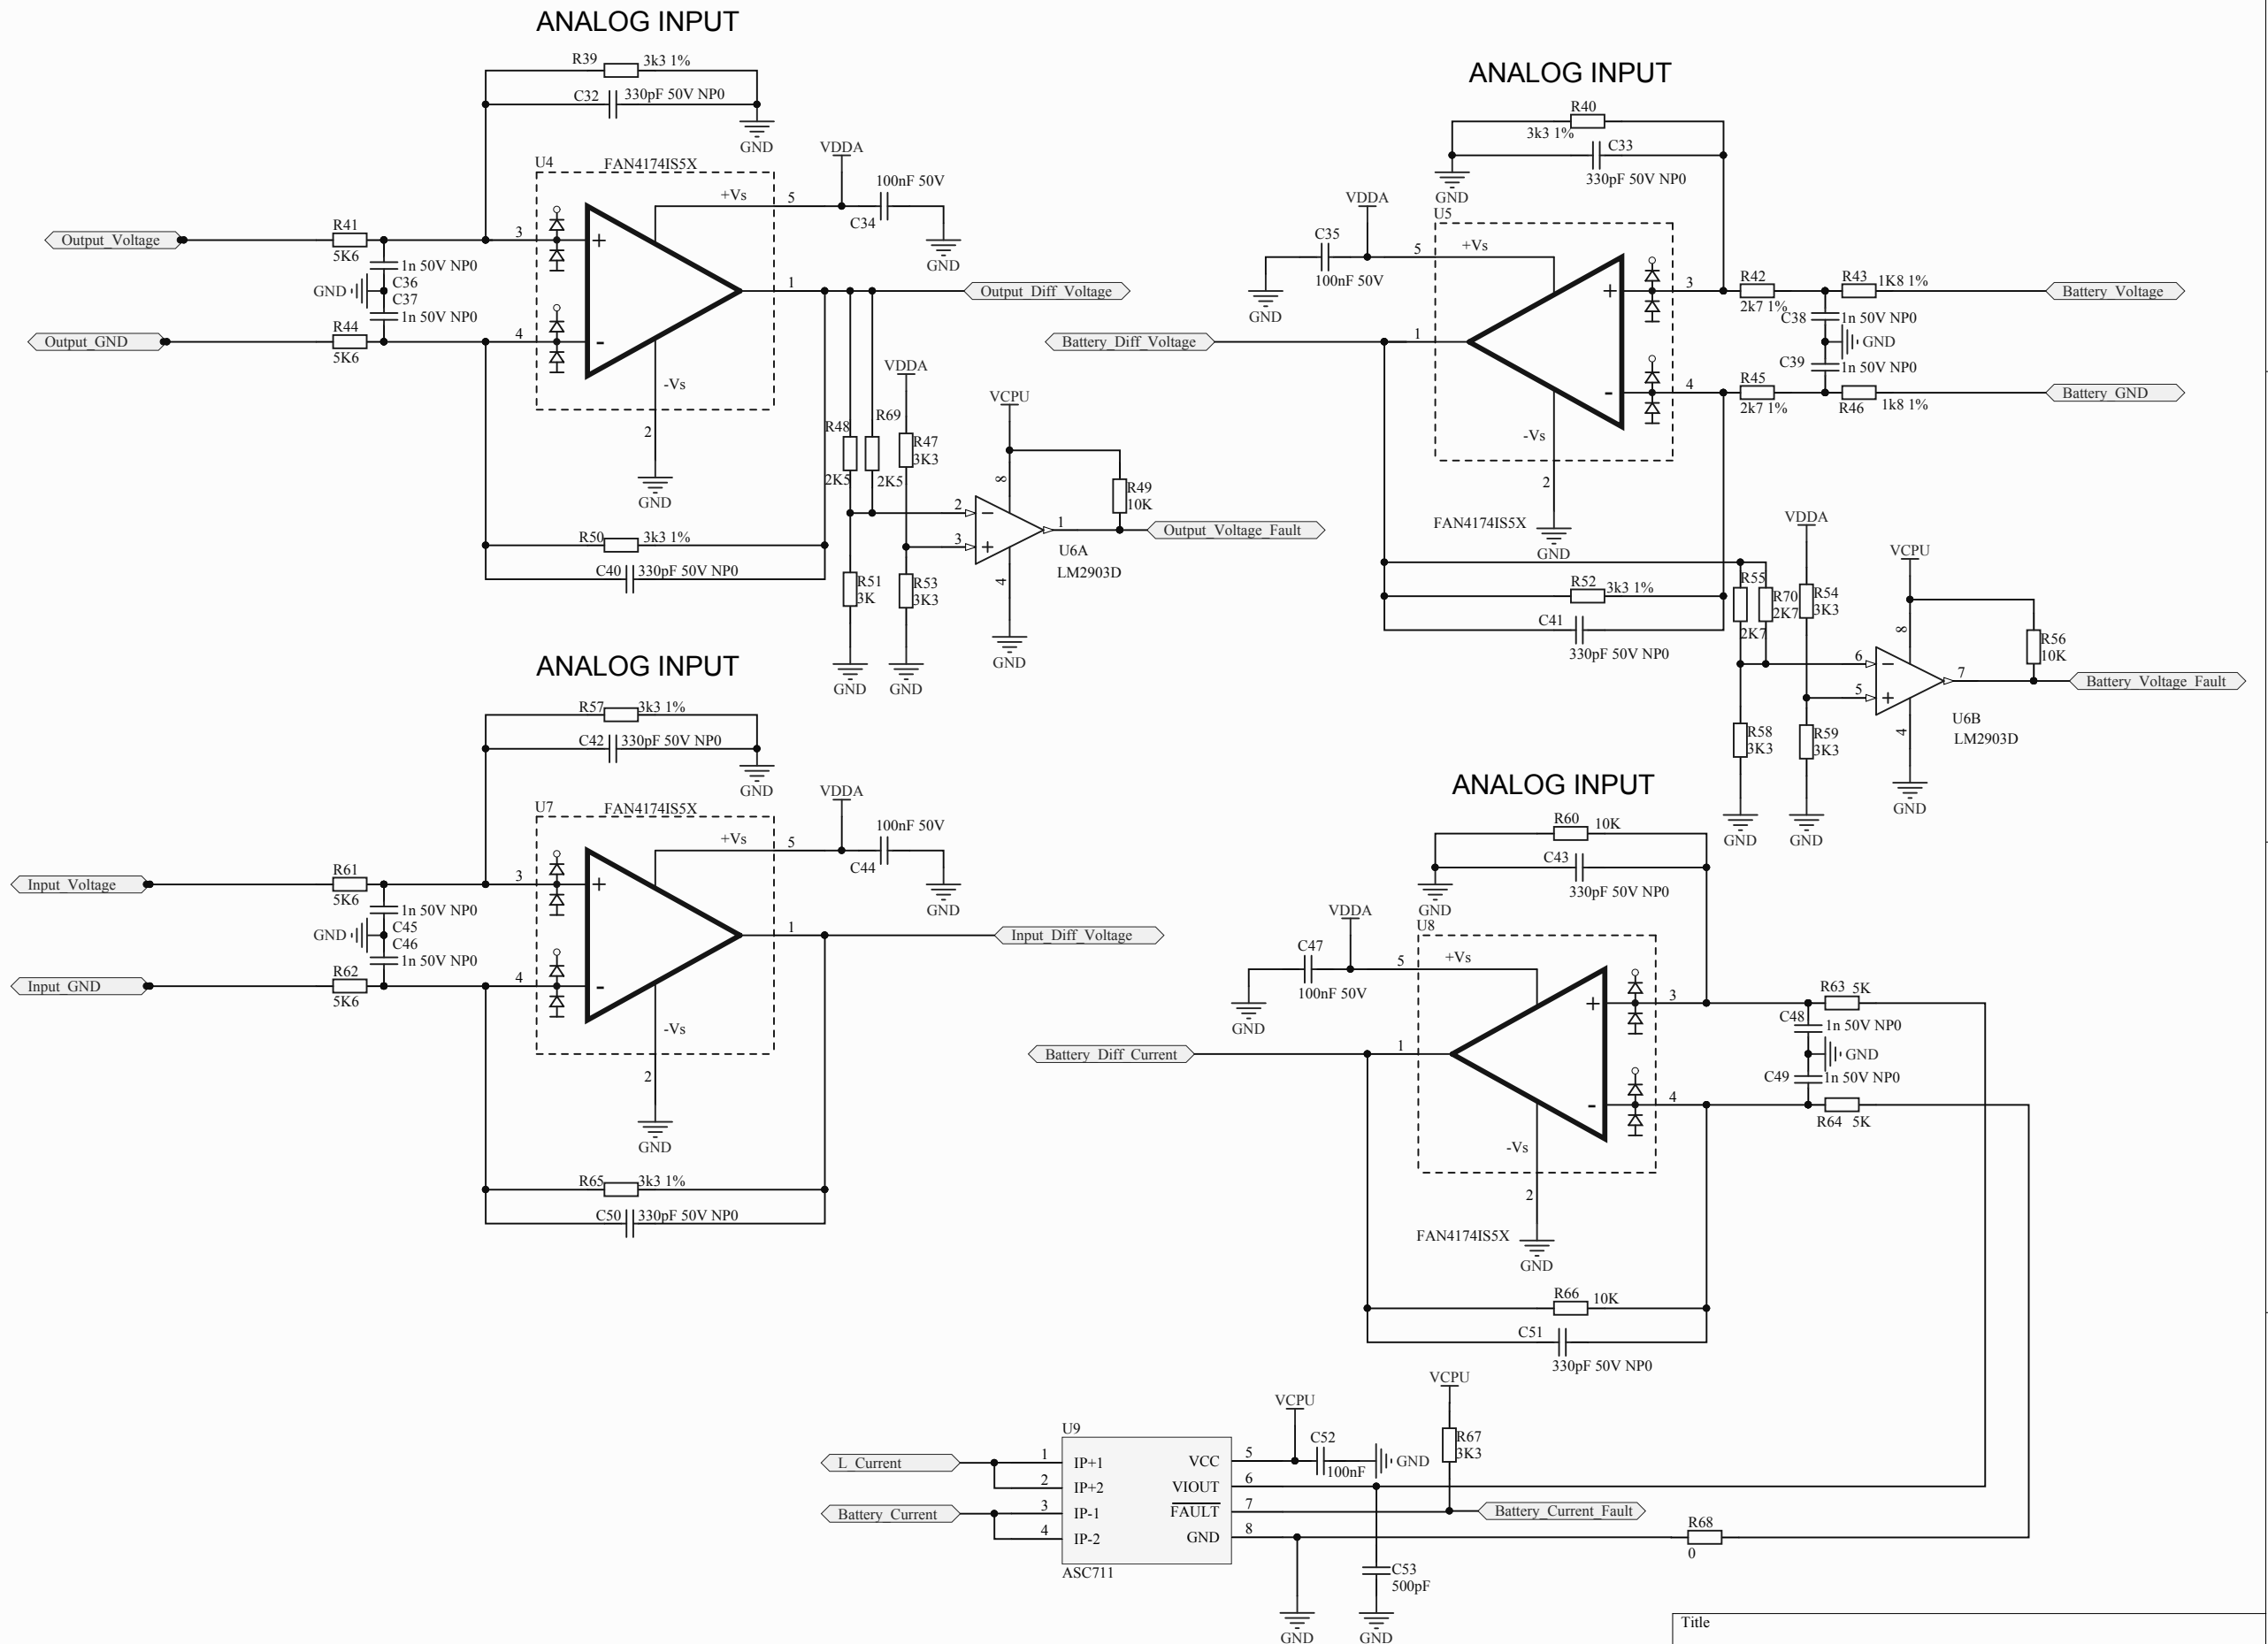 ANALOG INPUT
R39 3k3 1%
C32 330pF 50V NP0
GND
U4 FAN4174IS5X
VDDA
+Vs 5
100nF 50V
C34
GND
Output_Voltage
R41
5K6
3 +
1n 50V NP0
C36
GND
C37
1n 50V NP0
Output_GND
R44
5K6
4 -
1
Output_Diff_Voltage
-Vs
2
GND
R50 3k3 1%
C40 330pF 50V NP0
R48
2K5
R69
2K5
VDDA
R47
3K3
R51
3K
R53
3K3
GND
GND
VCPU
8
2 −
3 +
1
4
U6A
LM2903D
GND
R49
10K
Output_Voltage_Fault
ANALOG INPUT
R40
3k3 1%
C33
330pF 50V NP0
GND
U5
VDDA
C35
100nF 50V
GND
5 +Vs
+ 3
R42
2k7 1%
R43 1K8 1%
Battery_Voltage
C38 1n 50V NP0
GND
C39 1n 50V NP0
- 4
R45
2k7 1%
R46 1k8 1%
Battery_GND
Battery_Diff_Voltage
1
-Vs
2
FAN4174IS5X
GND
R52 3k3 1%
C41
330pF 50V NP0
R55
2K7
R70
2K7
VDDA
R54
3K3
R58
3K3
R59
3K3
GND
GND
VCPU
8
6 −
5 +
7
4
U6B
LM2903D
GND
R56
10K
Battery_Voltage_Fault
ANALOG INPUT
R57 3k3 1%
C42 330pF 50V NP0
GND
U7 FAN4174IS5X
VDDA
+Vs 5
100nF 50V
C44
GND
Input_Voltage
R61
5K6
3 +
1n 50V NP0
C45
GND
C46
1n 50V NP0
Input_GND
R62
5K6
4 -
1
Input_Diff_Voltage
-Vs
2
GND
R65 3k3 1%
C50 330pF 50V NP0
ANALOG INPUT
R60 10K
C43
330pF 50V NP0
GND
U8
VDDA
C47
100nF 50V
GND
5 +Vs
+ 3
R63 5K
C48
1n 50V NP0
GND
C49 1n 50V NP0
- 4
R64 5K
Battery_Diff_Current
1
-Vs
2
FAN4174IS5X
GND
R66 10K
C51
330pF 50V NP0
U9
L_Current
1 IP+1
2 IP+2
Battery_Current
3 IP-1
4 IP-2
VCC 5
VIOUT 6
FAULT 7
GND 8
ASC711
VCPU
C52
100nF
GND
VCPU
R67
3K3
Battery_Current_Fault
R68
0
C53
500pF
GND
GND
Title